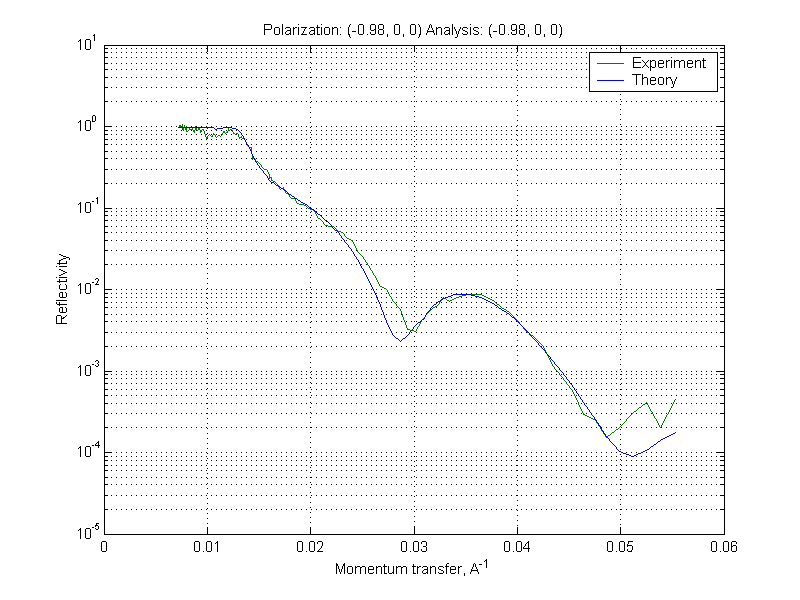 Polarization: (-0.98, 0, 0) Analysis: (-0.98, 0, 0)
10^1
Experiment
Theory
10^0
10^-1
10^-2
Reflectivity
10^-3
10^-4
10^-5
0 0.01 0.02 0.03 0.04 0.05 0.06
Momentum transfer, A^-1